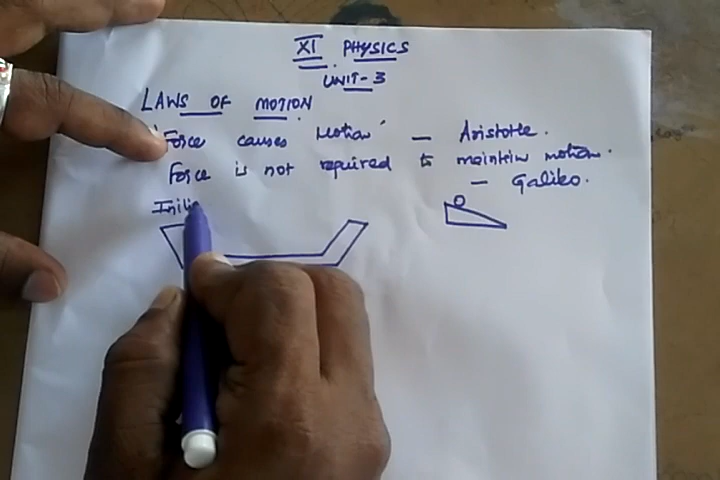 XI PHYSICS
UNIT-3
LAWS OF MOTION
'Force causes Motion' - Aristotle.
Force is not required to maintain motion.
- Galileo.